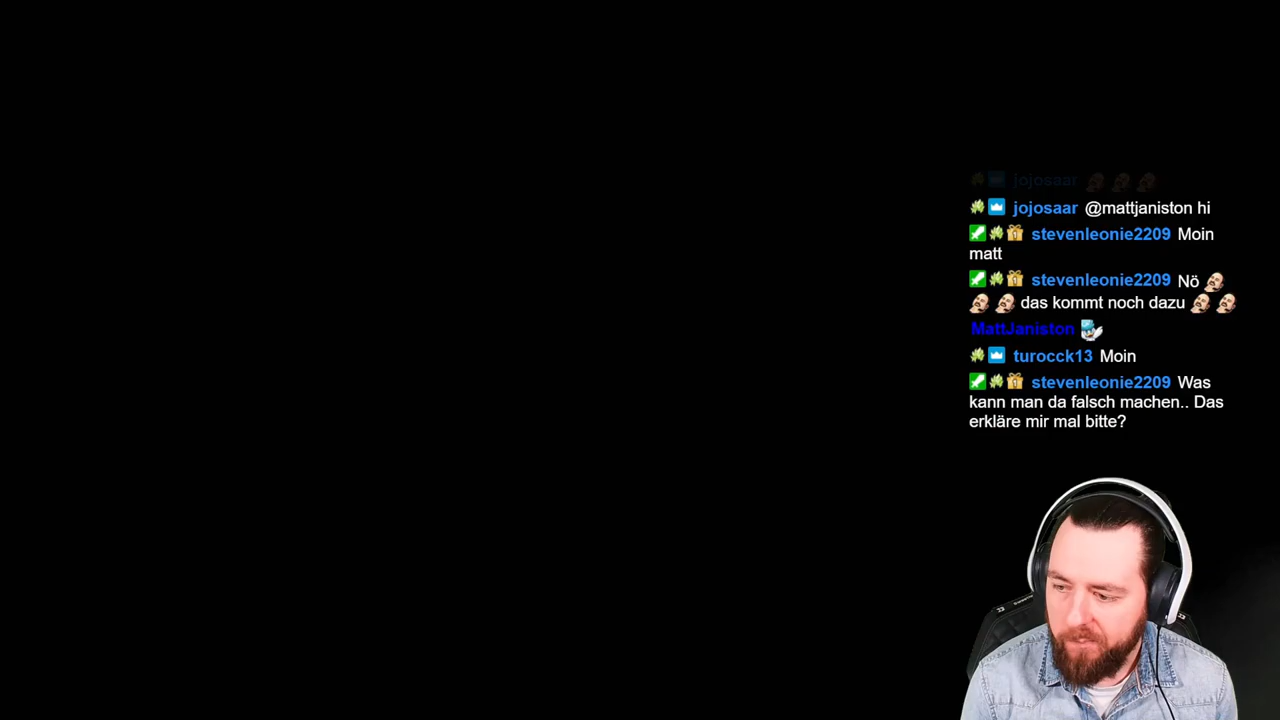 jojosaar
jojosaar @mattjaniston hi
stevenleonie2209 Moin
matt
stevenleonie2209 Nö
das kommt noch dazu
MattJaniston
turocck13 Moin
stevenleonie2209 Was
kann man da falsch machen.. Das
erkläre mir mal bitte?